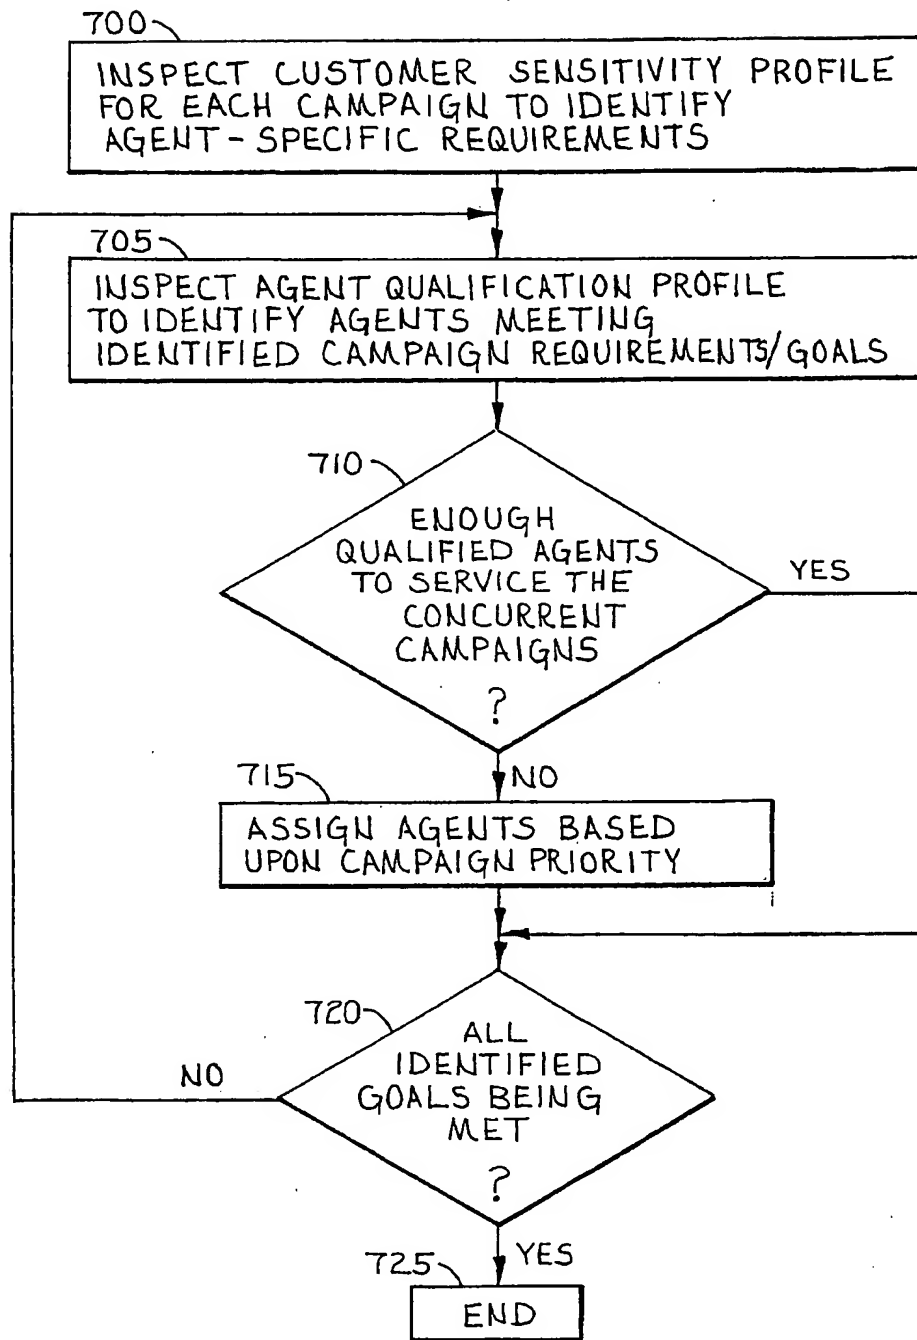 700
INSPECT CUSTOMER SENSITIVITY PROFILE
FOR EACH CAMPAIGN TO IDENTIFY
AGENT-SPECIFIC REQUIREMENTS
705
INSPECT AGENT QUALIFICATION PROFILE
TO IDENTIFY AGENTS MEETING
IDENTIFIED CAMPAIGN REQUIREMENTS/GOALS
710
ENOUGH
QUALIFIED AGENTS
TO SERVICE THE
CONCURRENT
CAMPAIGNS
?
YES
NO
715
ASSIGN AGENTS BASED
UPON CAMPAIGN PRIORITY
720
ALL
IDENTIFIED
GOALS BEING
MET
?
NO
YES
725
END